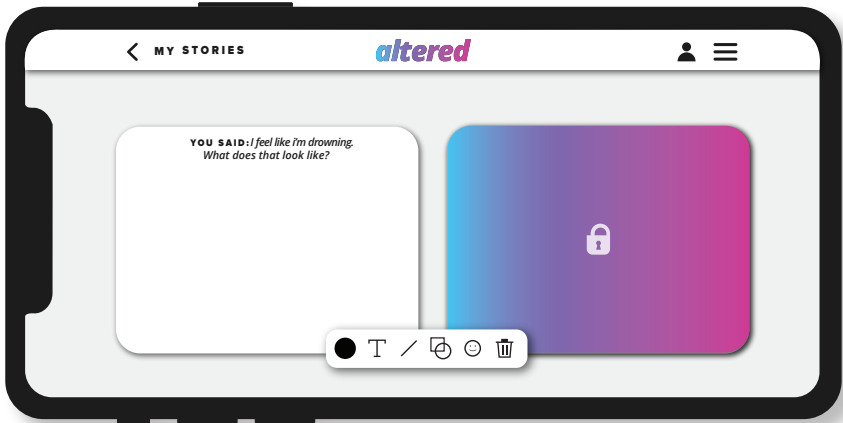 MY STORIES
altered
YOU SAID: I feel like i'm drowning.
What does that look like?
T